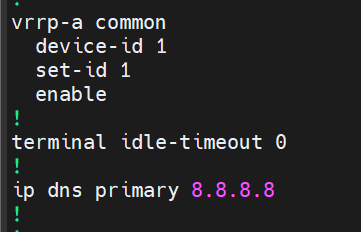 !
vrrp-a common
  device-id 1
  set-id 1
  enable
!
terminal idle-timeout 0
!
ip dns primary 8.8.8.8
!
!